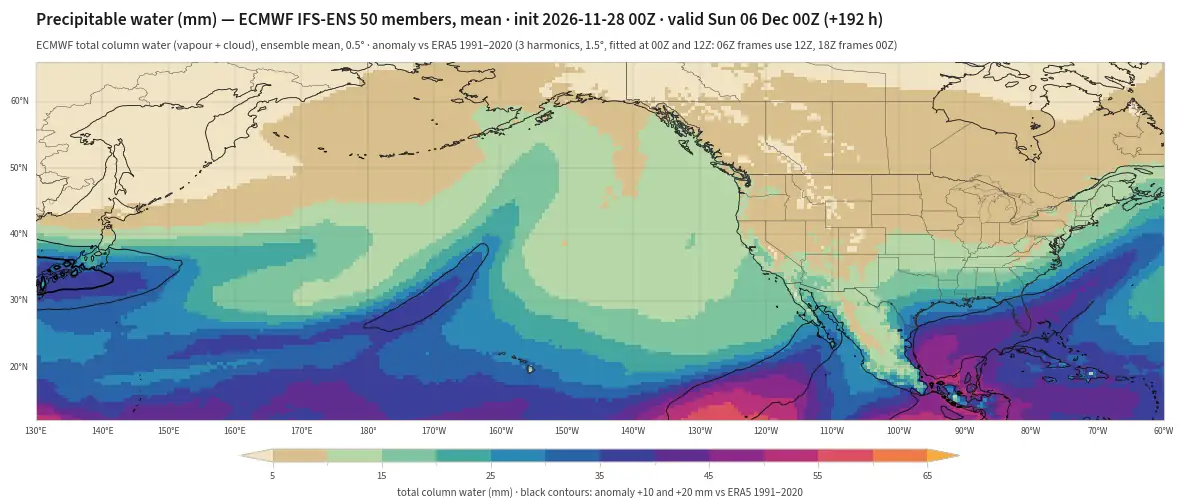 Precipitable water (mm) — ECMWF IFS-ENS 50 members, mean · init 2026-11-28 00Z · valid Sun 06 Dec 00Z (+192 h)
ECMWF total column water (vapour + cloud), ensemble mean, 0.5° · anomaly vs ERA5 1991–2020 (3 harmonics, 1.5°, fitted at 00Z and 12Z: 06Z frames use 12Z, 18Z frames 00Z)
60°N
50°N
40°N
30°N
20°N
130°E 140°E 150°E 160°E 170°E 180° 170°W 160°W 150°W 140°W 130°W 120°W 110°W 100°W 90°W 80°W 70°W 60°W
5 15 25 35 45 55 65
total column water (mm) · black contours: anomaly +10 and +20 mm vs ERA5 1991–2020